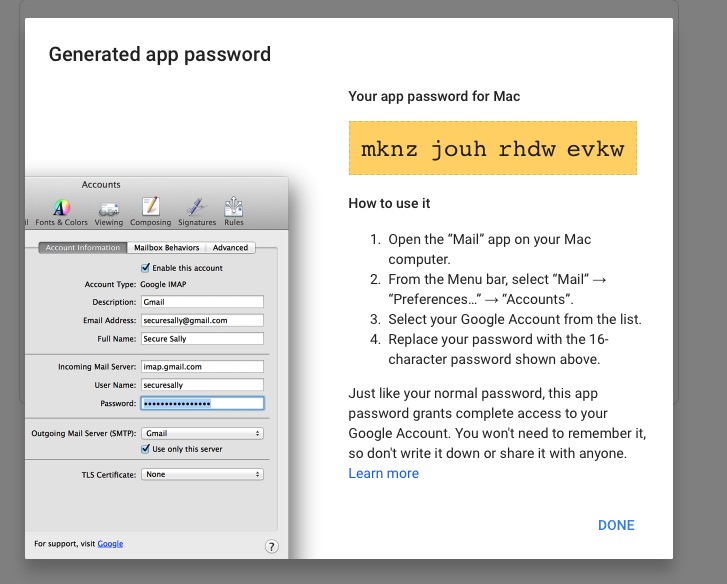 Generated app password
Your app password for Mac
mknz jouh rhdw evkw
How to use it
1. Open the “Mail” app on your Mac
computer.
2. From the Menu bar, select “Mail” →
“Preferences...” → “Accounts”.
3. Select your Google Account from the list.
4. Replace your password with the 16-
character password shown above.
Just like your normal password, this app
password grants complete access to your
Google Account. You won't need to remember it,
so don't write it down or share it with anyone.
Learn more
DONE
Accounts
Fonts & Colors Viewing Composing Signatures Rules
Account Information Mailbox Behaviors Advanced
Enable this account
Account Type: Google IMAP
Description: Gmail
Email Address: securesally@gmail.com
Full Name: Secure Sally
Incoming Mail Server: imap.gmail.com
User Name: securesally
Password: ••••••••••••••••
Outgoing Mail Server (SMTP): Gmail
Use only this server
TLS Certificate: None
For support, visit Google
?